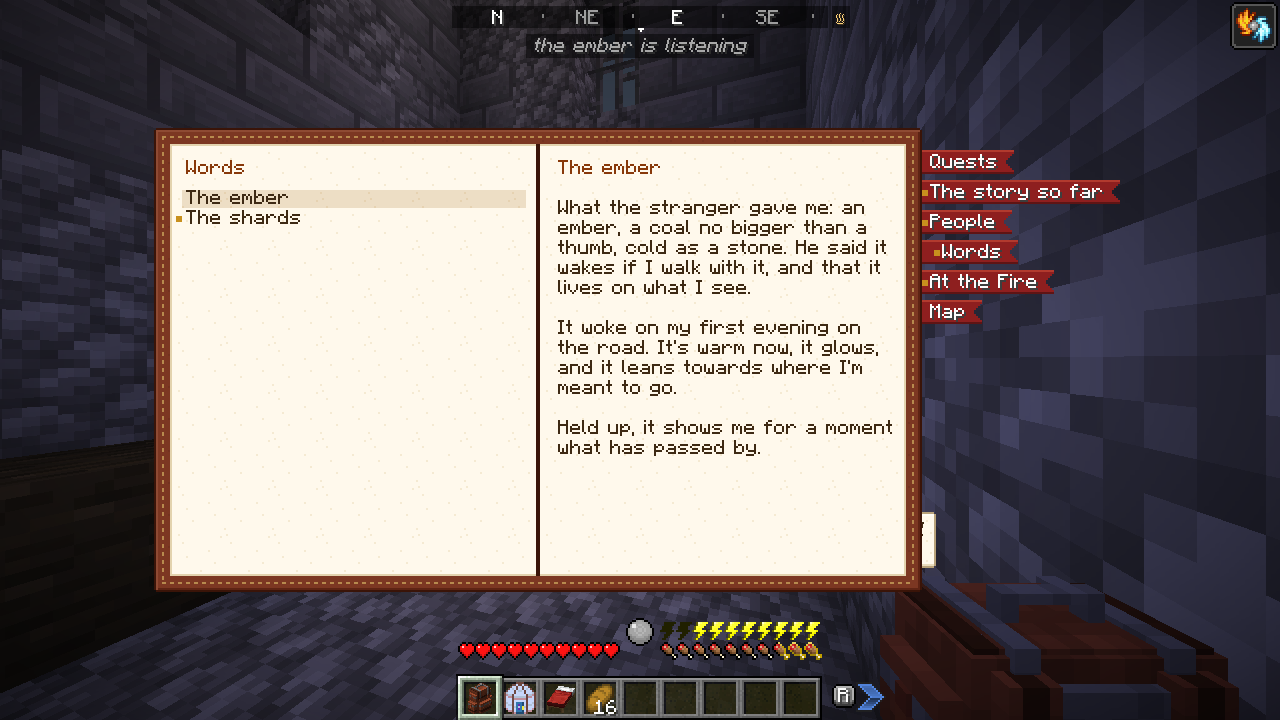 N · NE · E · SE ·
the ember is listening
Words
The ember
The shards
The ember
What the stranger gave me: an
ember, a coal no bigger than a
thumb, cold as a stone. He said it
wakes if I walk with it, and that it
lives on what I see.
It woke on my first evening on
the road. It's warm now, it glows,
and it leans towards where I'm
meant to go.
Held up, it shows me for a moment
what has passed by.
Quests
The story so far
People
Words
At the Fire
Map
16
R